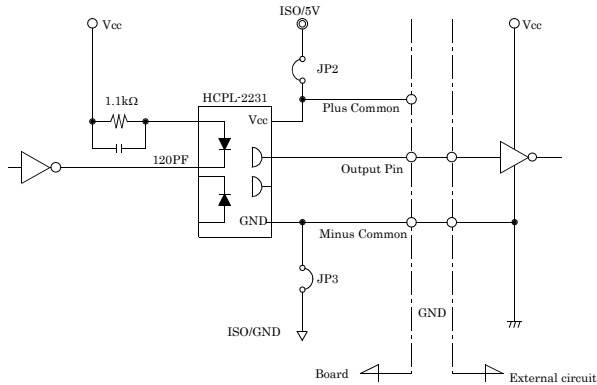 ISO/5V
Vcc
Vcc
JP2
1.1kΩ
HCPL-2231
Vcc
Plus Common
120PF
Output Pin
GND
Minus Common
JP3
GND
ISO/GND
Board
External circuit